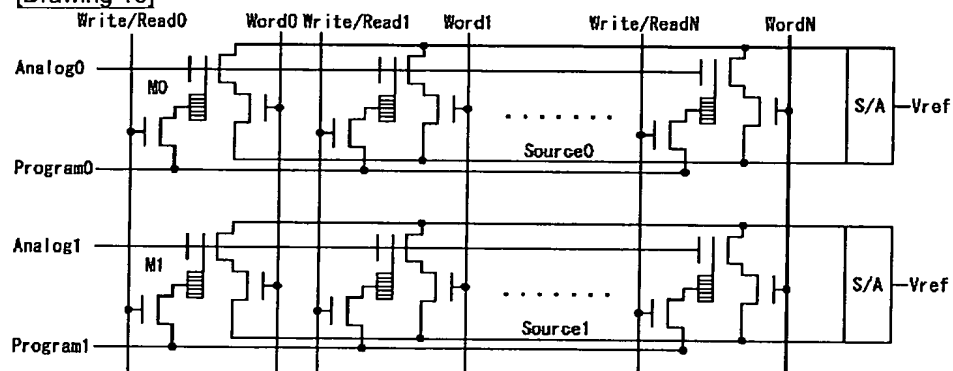 [Drawing 10]
Write/Read0 Word0 Write/Read1 Word1 Write/ReadN WordN
Analog0
M0
S/A Vref
Source0
Program0
Analog1
M1
S/A Vref
Source1
Program1